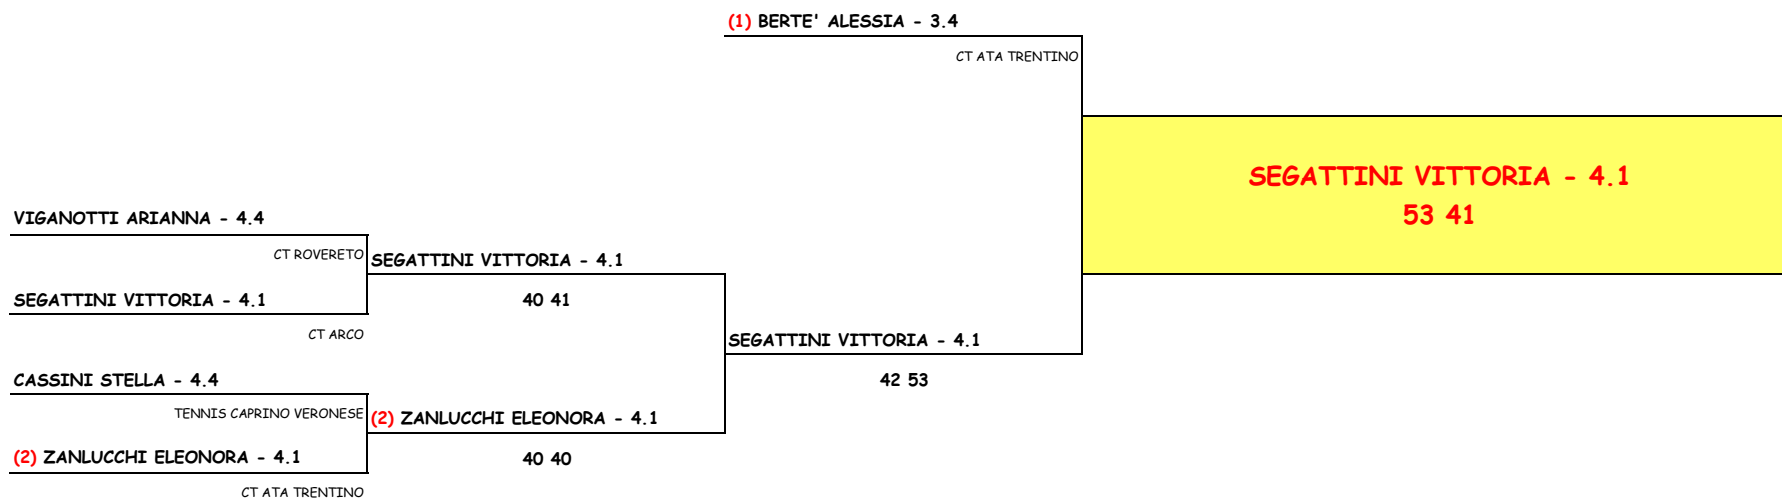 (1) BERTE' ALESSIA - 3.4
CT ATA TRENTINO
SEGATTINI VITTORIA - 4.1
53 41
VIGANOTTI ARIANNA - 4.4
CT ROVERETO
SEGATTINI VITTORIA - 4.1
SEGATTINI VITTORIA - 4.1
40 41
CT ARCO
SEGATTINI VITTORIA - 4.1
42 53
CASSINI STELLA - 4.4
TENNIS CAPRINO VERONESE
(2) ZANLUCCHI ELEONORA - 4.1
(2) ZANLUCCHI ELEONORA - 4.1
40 40
CT ATA TRENTINO